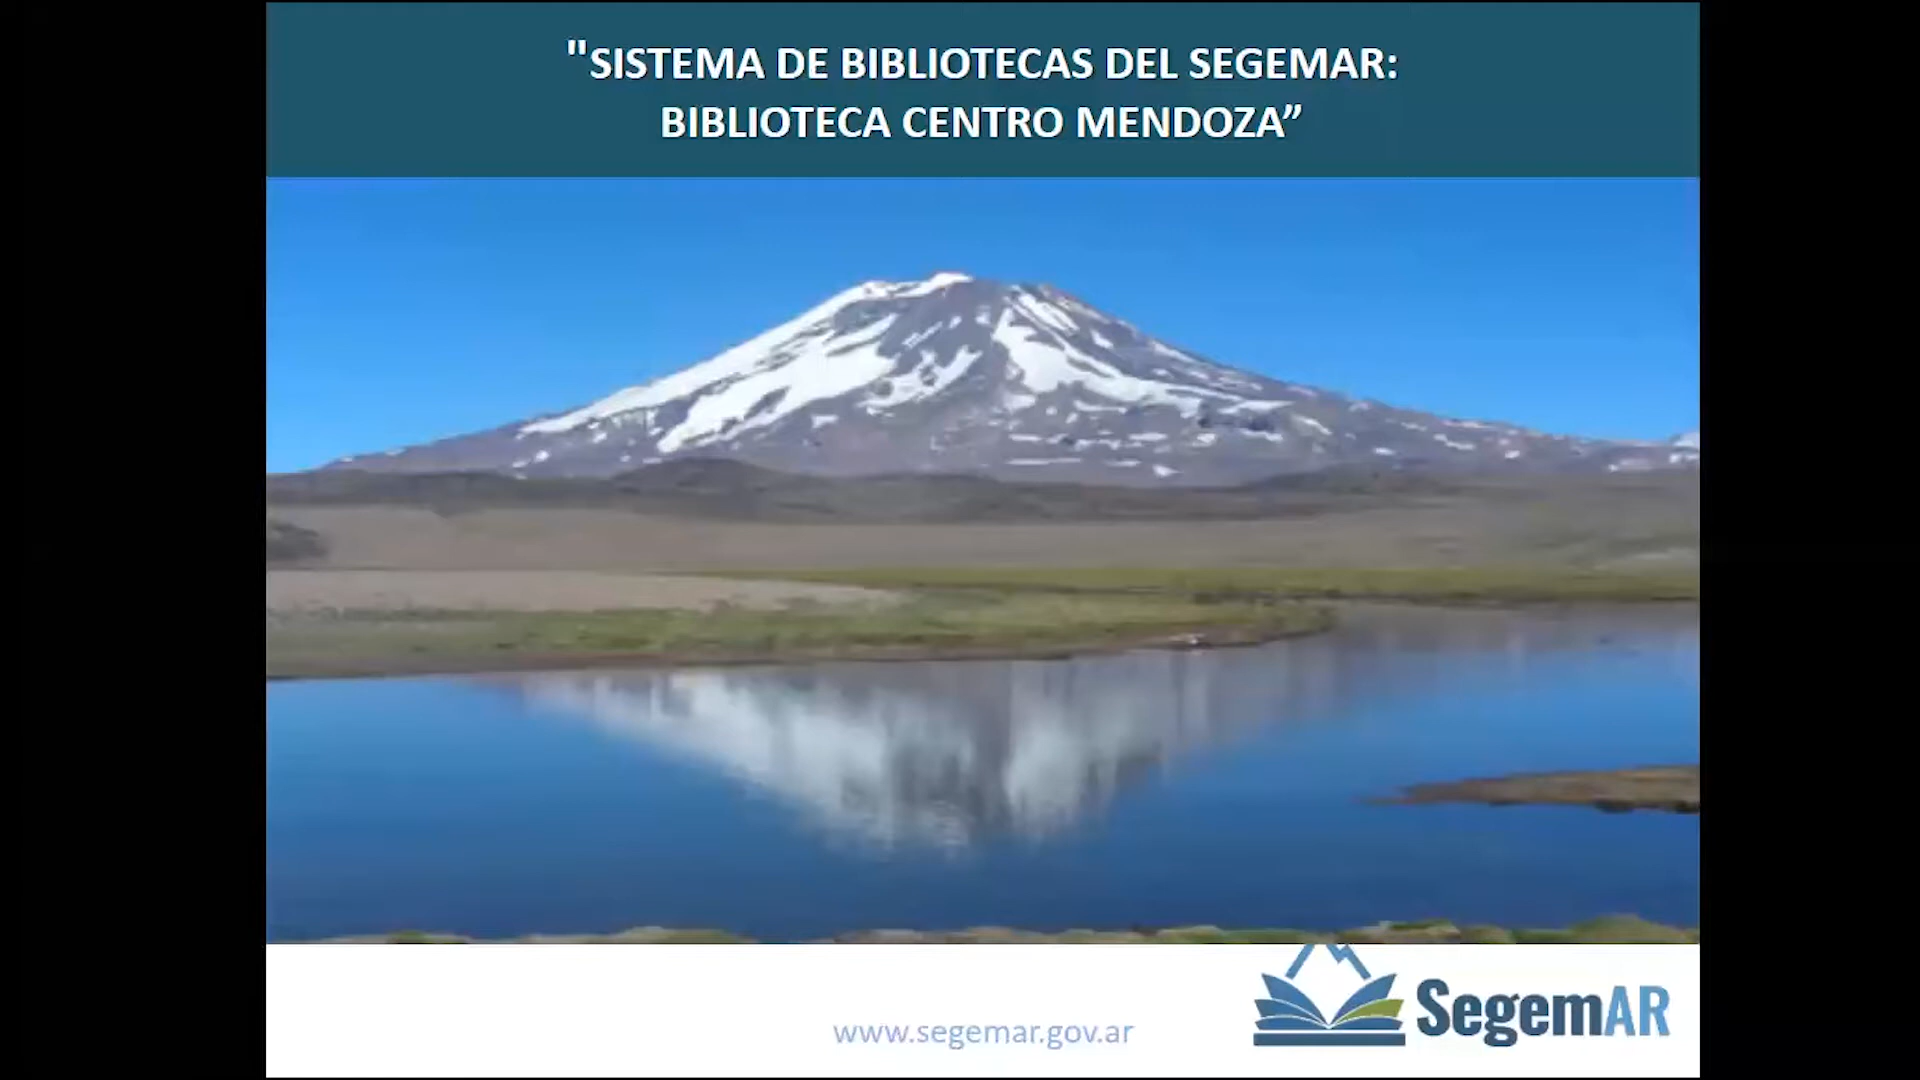 "SISTEMA DE BIBLIOTECAS DEL SEGEMAR:
BIBLIOTECA CENTRO MENDOZA”
www.segemar.gov.ar
SegemAR